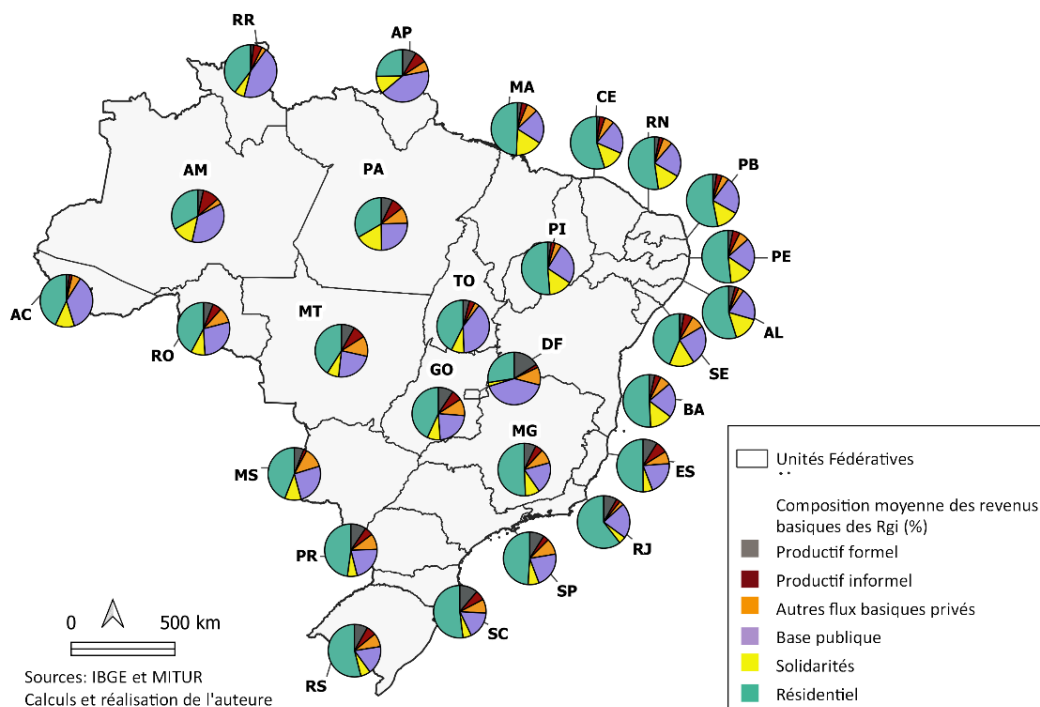 RR
AP
MA
CE
RN
PB
AM
PA
PI
PE
TO
AC
MT
AL
RO
DF
SE
GO
BA
MG
MS
ES
RJ
PR
SP
SC
RS
0 500 km
Sources: IBGE et MITUR
Calculs et réalisation de l'auteure
Unités Fédératives
Composition moyenne des revenus
basiques des Rgi (%)
Productif formel
Productif informel
Autres flux basiques privés
Base publique
Solidarités
Résidentiel